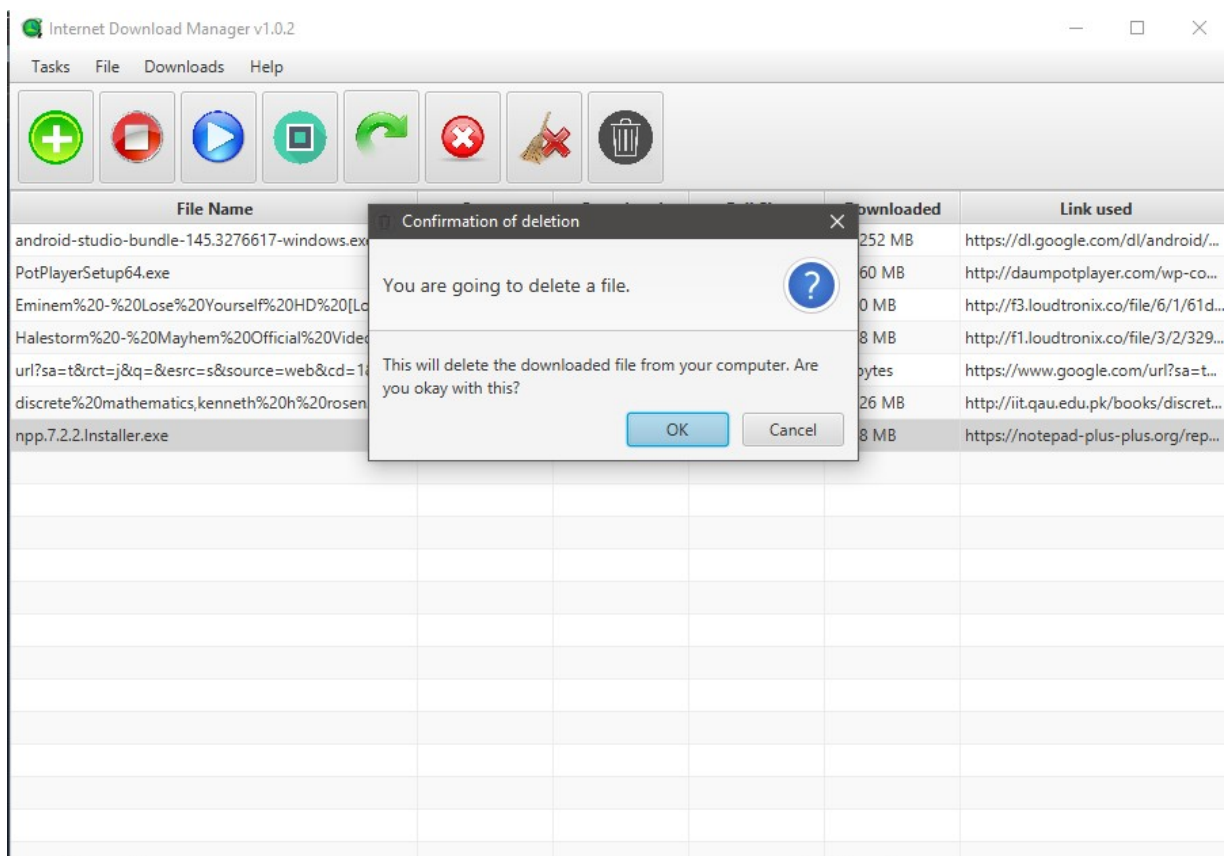 Internet Download Manager v1.0.2
Tasks File Downloads Help
File Name
Downloaded
Link used
Confirmation of deletion
android-studio-bundle-145.3276617-windows.exe
252 MB
https://dl.google.com/dl/android/...
PotPlayerSetup64.exe
You are going to delete a file.
?
60 MB
http://daumpotplayer.com/wp-co...
Eminem%20-%20Lose%20Yourself%20HD%20[Lo
0 MB
http://f3.loudtronix.co/file/6/1/61d...
Halestorm%20-%20Mayhem%20Official%20Vide
8 MB
http://f1.loudtronix.co/file/3/2/329...
url?sa=t&rct=j&q=&esrc=s&source=web&cd=1
This will delete the downloaded file from your computer. Are
you okay with this?
bytes
https://www.google.com/url?sa=t...
discrete%20mathematics,kenneth%20h%20rosen
26 MB
http://iit.qau.edu.pk/books/discret...
npp.7.2.2.Installer.exe
OK Cancel
8 MB
https://notepad-plus-plus.org/rep...